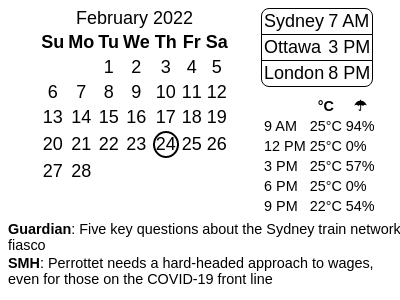 February 2022
Su Mo Tu We Th Fr Sa
1 2 3 4 5
6 7 8 9 10 11 12
13 14 15 16 17 18 19
20 21 22 23 24 25 26
27 28
Sydney 7 AM
Ottawa 3 PM
London 8 PM
°C ☂
9 AM 25°C 94%
12 PM 25°C 0%
3 PM 25°C 57%
6 PM 25°C 0%
9 PM 22°C 54%
Guardian: Five key questions about the Sydney train network
fiasco
SMH: Perrottet needs a hard-headed approach to wages,
even for those on the COVID-19 front line